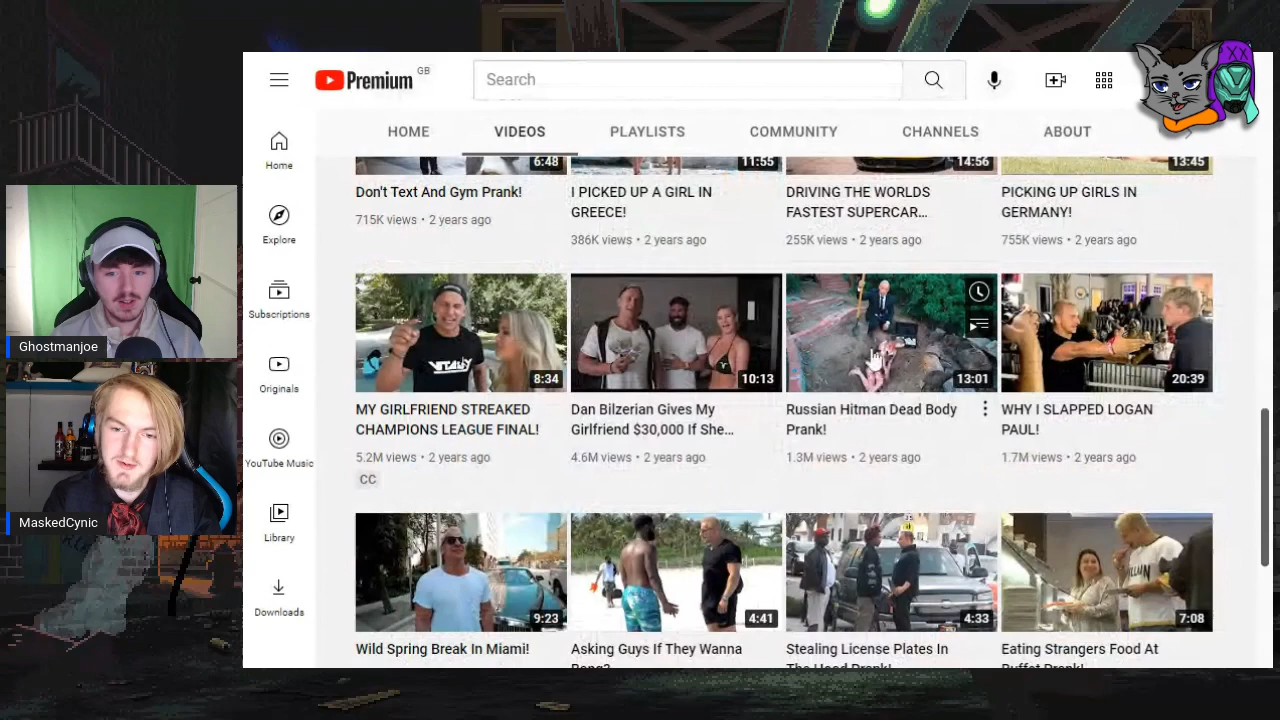 Premium GB
Search
HOME VIDEOS PLAYLISTS COMMUNITY CHANNELS ABOUT
Home
Explore
Subscriptions
Originals
YouTube Music
Library
Downloads
6:48 11:55 14:56 13:45
Don't Text And Gym Prank!
715K views • 2 years ago
I PICKED UP A GIRL IN
GREECE!
386K views • 2 years ago
DRIVING THE WORLDS
FASTEST SUPERCAR...
255K views • 2 years ago
PICKING UP GIRLS IN
GERMANY!
755K views • 2 years ago
VITALY
8:34 10:13 13:01 20:39
MY GIRLFRIEND STREAKED
CHAMPIONS LEAGUE FINAL!
5.2M views • 2 years ago
CC
Dan Bilzerian Gives My
Girlfriend $30,000 If She...
4.6M views • 2 years ago
Russian Hitman Dead Body
Prank!
1.3M views • 2 years ago
WHY I SLAPPED LOGAN
PAUL!
1.7M views • 2 years ago
9:23 4:41 4:33 7:08
Wild Spring Break In Miami!
Asking Guys If They Wanna
Bang?
Stealing License Plates In
The Hood Prank!
Eating Strangers Food At
Buffet Prank!
Ghostmanjoe
MaskedCynic